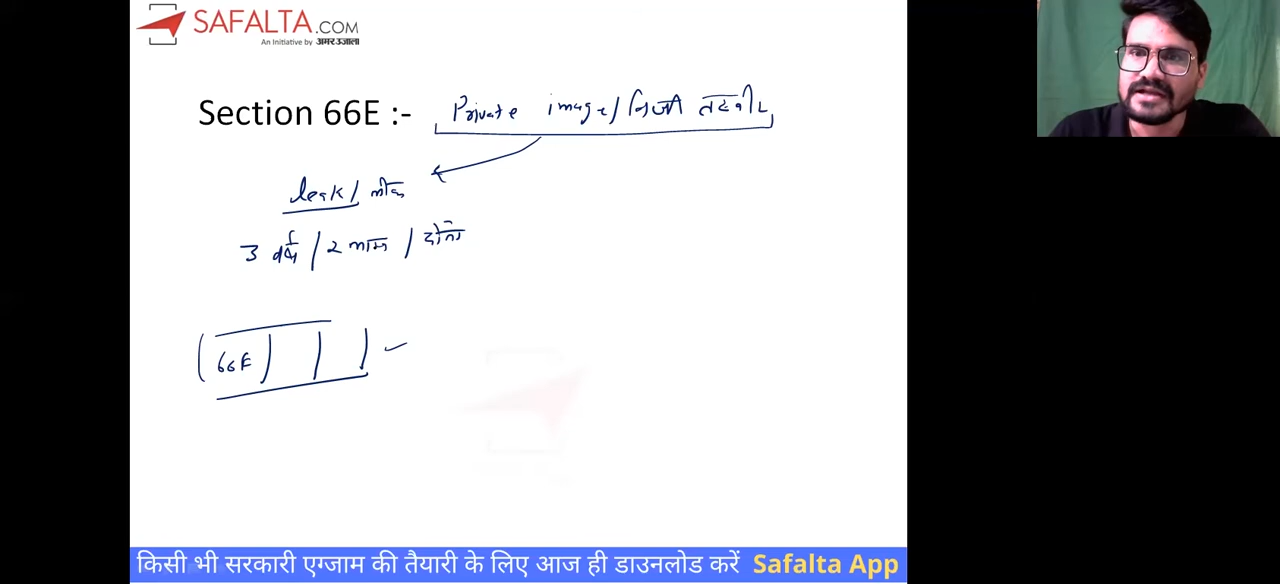 SAFALTA.COM
An Initiative by अमर उजाला
Section 66E :- Private image/निजी तस्वीर
leak/लीक
3 वर्ष / 2 लाख / दोनों
66E
किसी भी सरकारी एग्जाम की तैयारी के लिए आज ही डाउनलोड करें Safalta App